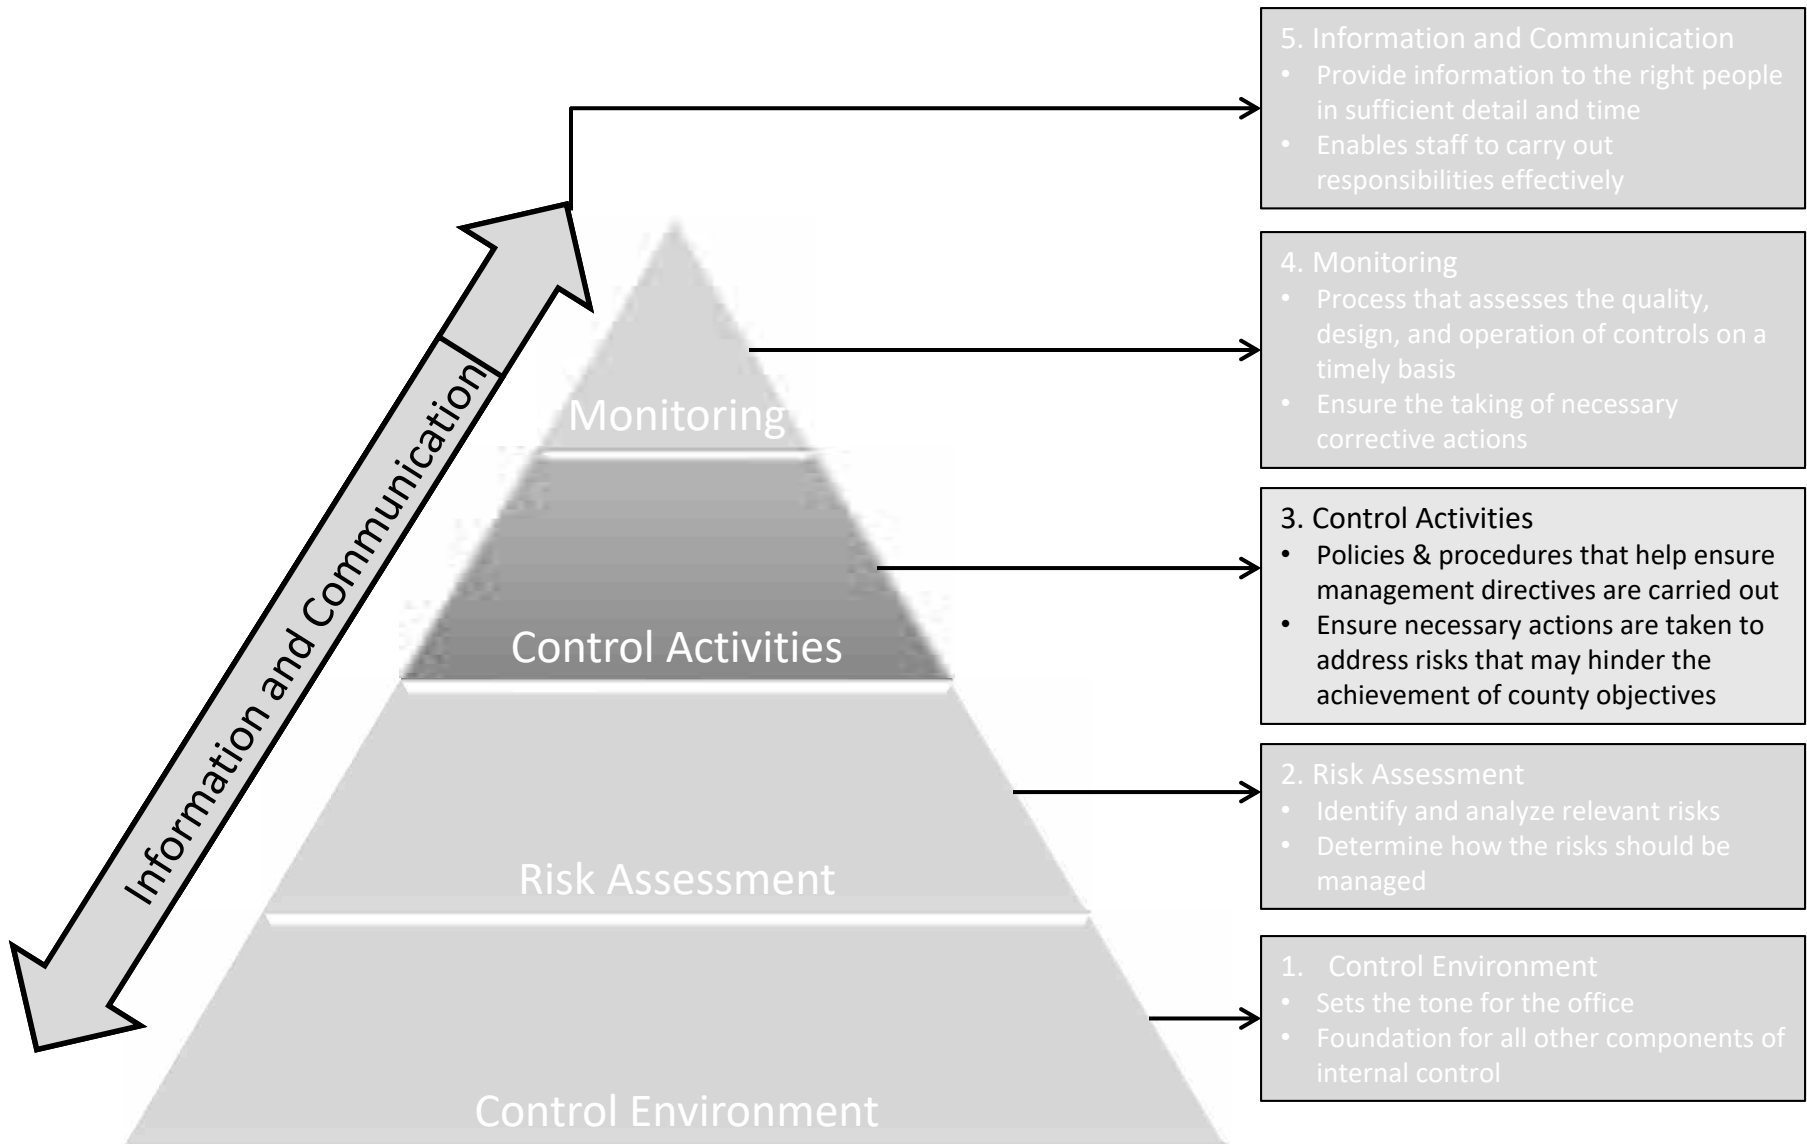 5. Information and Communication
• Provide information to the right people
in sufficient detail and time
• Enables staff to carry out
responsibilities effectively
4. Monitoring
• Process that assesses the quality,
design, and operation of controls on a
timely basis
• Ensure the taking of necessary
corrective actions
3. Control Activities
• Policies & procedures that help ensure
management directives are carried out
• Ensure necessary actions are taken to
address risks that may hinder the
achievement of county objectives
2. Risk Assessment
• Identify and analyze relevant risks
• Determine how the risks should be
managed
1. Control Environment
• Sets the tone for the office
• Foundation for all other components of
internal control
Information and Communication
Monitoring
Control Activities
Risk Assessment
Control Environment